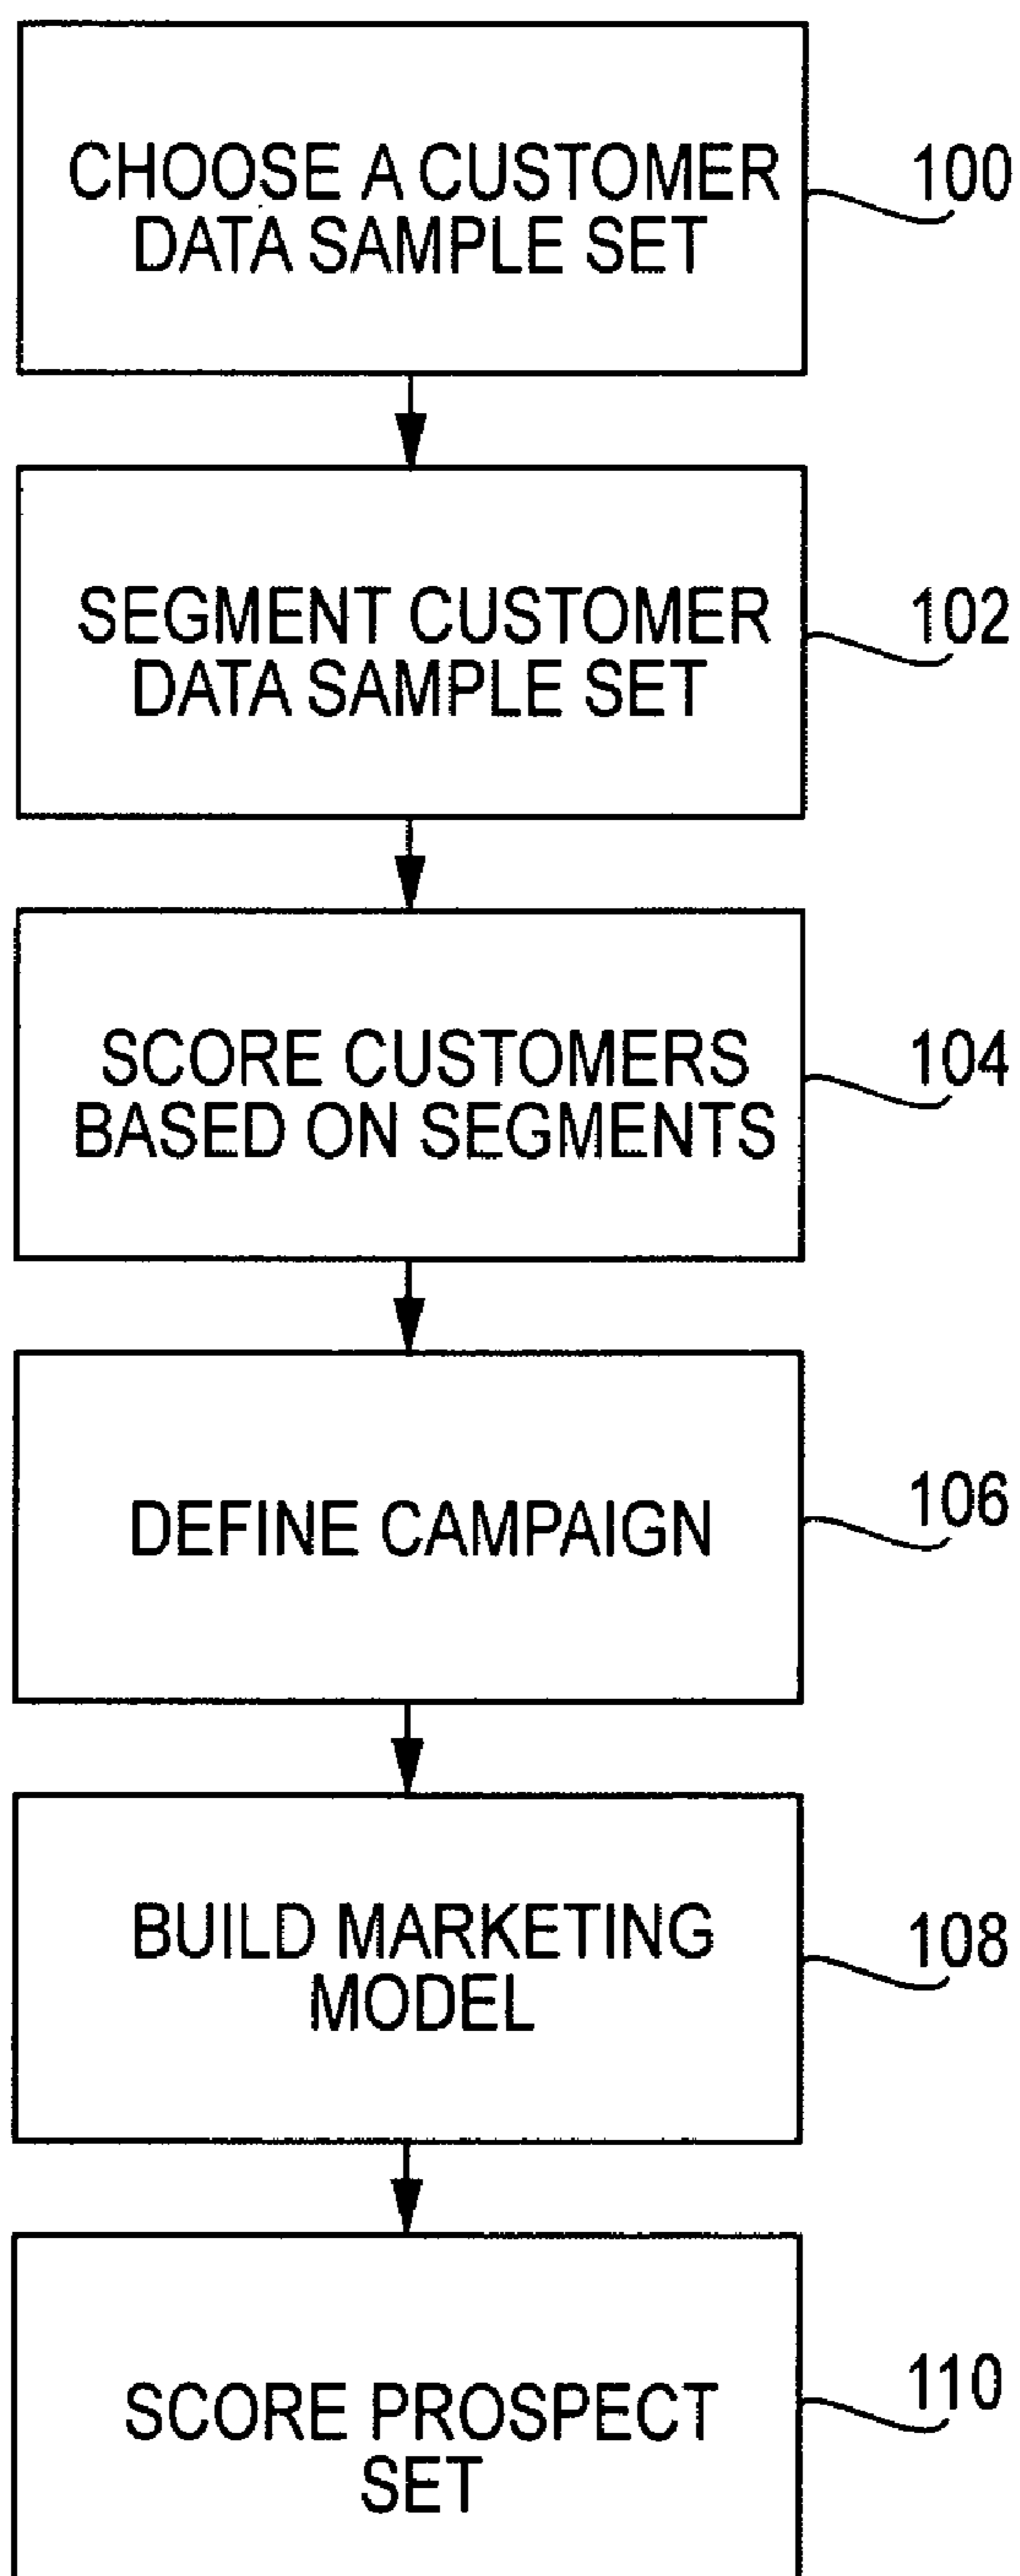 CHOOSE A CUSTOMER
DATA SAMPLE SET
100
SEGMENT CUSTOMER
DATA SAMPLE SET
102
SCORE CUSTOMERS
BASED ON SEGMENTS
104
DEFINE CAMPAIGN
106
BUILD MARKETING
MODEL
108
SCORE PROSPECT
SET
110